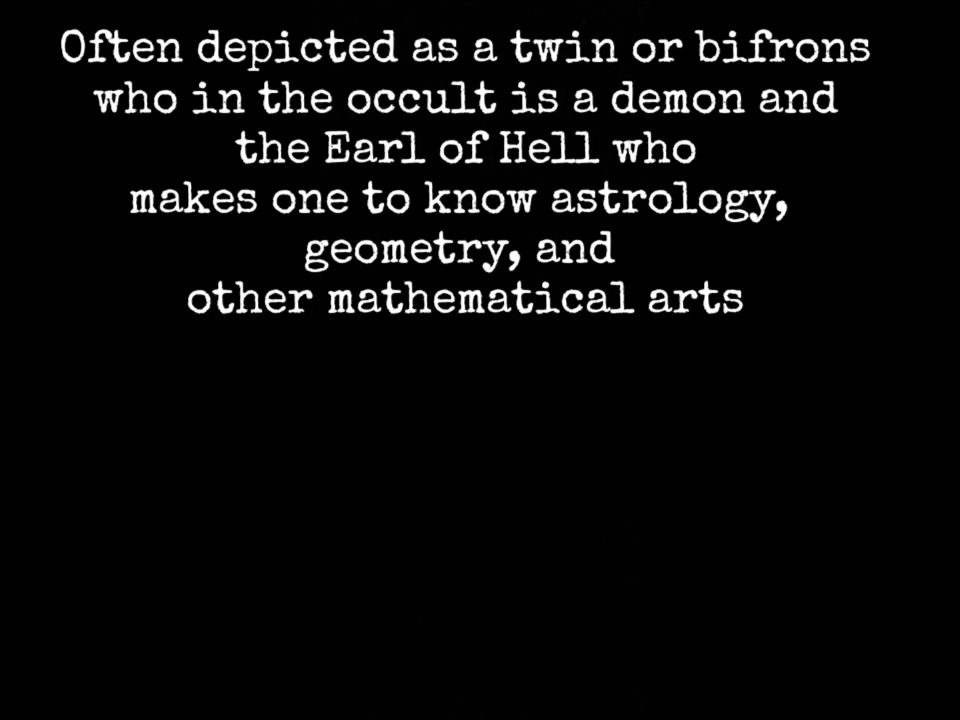 Often depicted as a twin or bifrons
who in the occult is a demon and
the Earl of Hell who
makes one to know astrology,
geometry, and
other mathematical arts